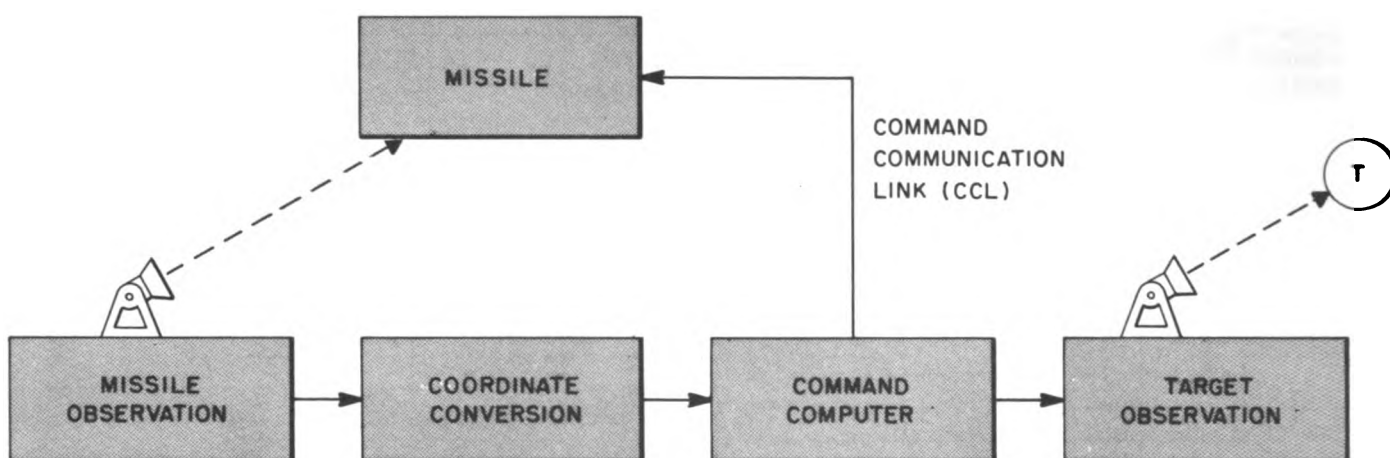 MISSILE
COMMAND
COMMUNICATION
LINK (CCL)
T
MISSILE
OBSERVATION
COORDINATE
CONVERSION
COMMAND
COMPUTER
TARGET
OBSERVATION